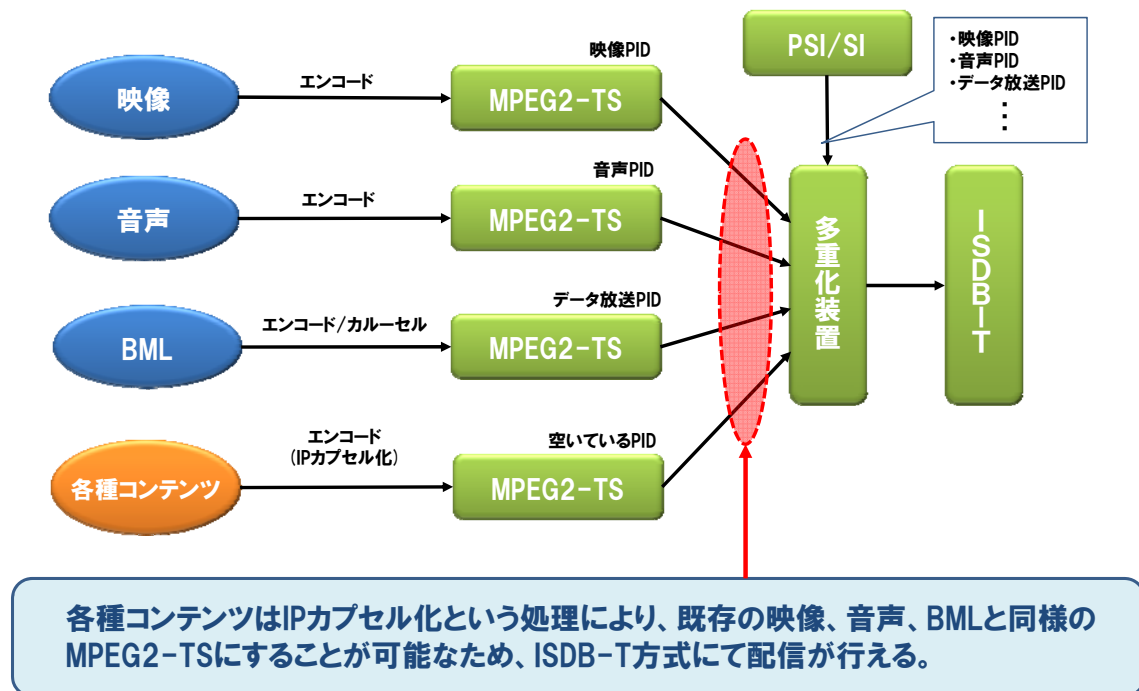 映像PID
PSI/SI
・映像PID
・音声PID
・データ放送PID
⋮
映像
エンコード
MPEG2-TS
音声PID
音声
エンコード
MPEG2-TS
多重化装置
ISDBIT
データ放送PID
BML
エンコード/カルーセル
MPEG2-TS
エンコード
(IPカプセル化)
空いているPID
各種コンテンツ
MPEG2-TS
各種コンテンツはIPカプセル化という処理により、既存の映像、音声、BMLと同様の
MPEG2-TSにすることが可能なため、ISDB-T方式にて配信が行える。